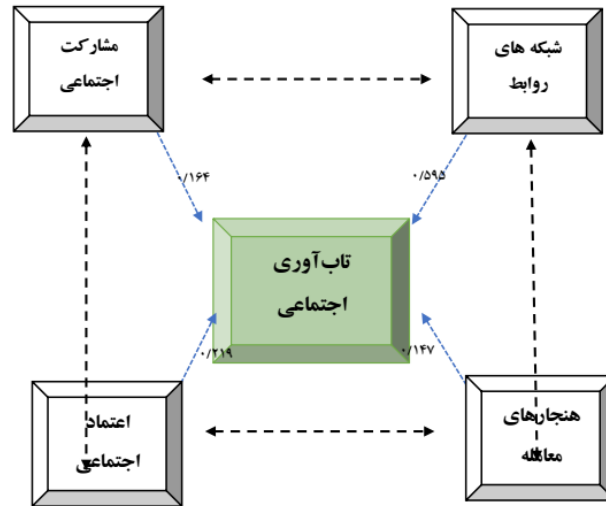 شبکه های
روابط
مشارکت
اجتماعی
۰/۵۹۵
۰/۱۶۴
تاب‌آوری
اجتماعی
۰/۱۴۷
۰/۲۱۹
هنجارهای
معامله
اعتماد
اجتماعی